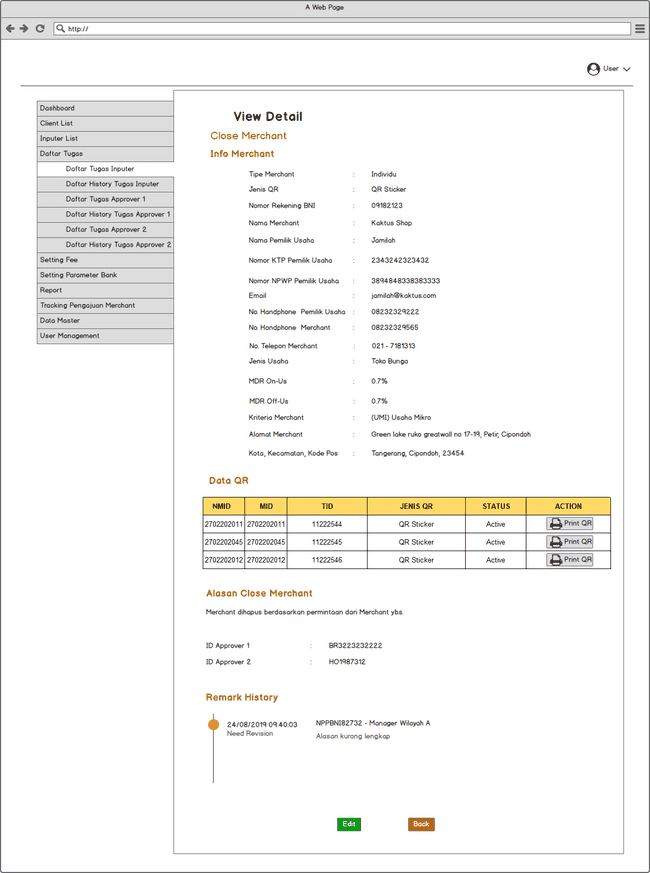 A Web Page
http://
User
Dashboard
Client List
Inputer List
Daftar Tugas
Daftar Tugas Inputer
Daftar History Tugas Inputer
Daftar Tugas Approver 1
Daftar History Tugas Approver 1
Daftar Tugas Approver 2
Daftar History Tugas Approver 2
Setting Fee
Setting Parameter Bank
Report
Tracking Pengajuan Merchant
Data Master
User Management
View Detail
Close Merchant
Info Merchant
Tipe Merchant : Individu
Jenis QR : QR Sticker
Nomor Rekening BNI : 09182123
Nama Merchant : Kaktus Shop
Nama Pemilik Usaha : Jamilah
Nomor KTP Pemilik Usaha : 2343242323432
Nomor NPWP Pemilik Usaha : 3894848338383333
Email : jamilah@kaktus.com
No. Handphone Pemilik Usaha : 08232329222
No. Handphone Merchant : 08232329565
No. Telepon Merchant : 021 - 7181313
Jenis Usaha : Toko Bunga
MDR On-Us : 0.7%
MDR Off-Us : 0.7%
Kriteria Merchant : (UMI) Usaha Mikro
Alamat Merchant : Green lake ruko greatwall no 17-19, Petir, Cipondoh
Kota, Kecamatan, Kode Pos : Tangerang, Cipondoh, 23454
Data QR
NMID MID TID JENIS QR STATUS ACTION
2702202011 2702202011 11222544 QR Sticker Active Print QR
2702202045 2702202045 11222545 QR Sticker Active Print QR
2702202012 2702202012 11222546 QR Sticker Active Print QR
Alasan Close Merchant
Merchant dihapus berdasarkan permintaan dari Merchant ybs.
ID Approver 1 : BR3223232222
ID Approver 2 : HO1987312
Remark History
24/08/2019 09:40:03 NPPBNI82732 - Manager Wilayah A
Need Revision Alasan kurang lengkap
Edit Back